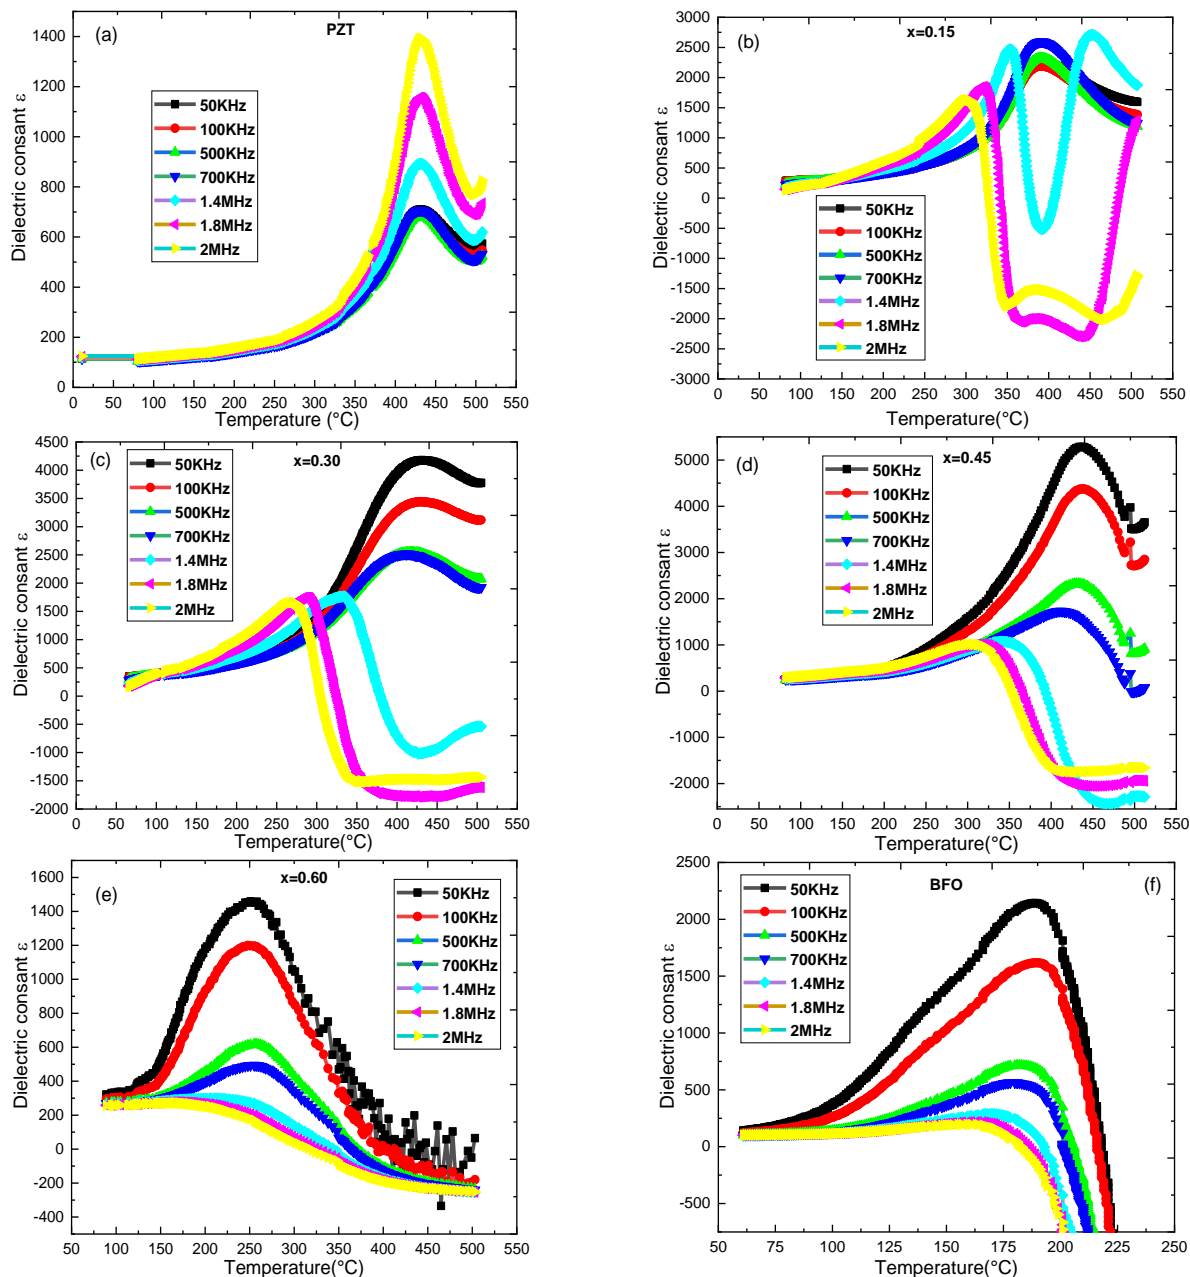 (a)
PZT
Dielectric consant ε
1400
1200
1000
800
600
400
200
0
50KHz
100KHz
500KHz
700KHz
1.4MHz
1.8MHz
2MHz
0 50 100 150 200 250 300 350 400 450 500 550
Temperature (°C)
(b)
x=0.15
Dielectric consant ε
3000
2500
2000
1500
1000
500
0
-500
-1000
-1500
-2000
-2500
-3000
50KHz
100KHz
500KHz
700KHz
1.4MHz
1.8MHz
2MHz
0 50 100 150 200 250 300 350 400 450 500 550
Temperature(°C)
(c)
x=0.30
Dielectric consant ε
4500
4000
3500
3000
2500
2000
1500
1000
500
0
-500
-1000
-1500
-2000
50KHz
100KHz
500KHz
700KHz
1.4MHz
1.8MHz
2MHz
0 50 100 150 200 250 300 350 400 450 500 550
Temperature(°C)
(d)
x=0.45
Dielectric consant ε
5000
4000
3000
2000
1000
0
-1000
-2000
50KHz
100KHz
500KHz
700KHz
1.4MHz
1.8MHz
2MHz
0 50 100 150 200 250 300 350 400 450 500 550
Temperature(°C)
(e)
x=0.60
Dielectric consant ε
1600
1400
1200
1000
800
600
400
200
0
-200
-400
50KHz
100KHz
500KHz
700KHz
1.4MHz
1.8MHz
2MHz
50 100 150 200 250 300 350 400 450 500 550
Temperature(°C)
BFO
(f)
Dielectric consant ε
2500
2000
1500
1000
500
0
-500
50KHz
100KHz
500KHz
700KHz
1.4MHz
1.8MHz
2MHz
50 75 100 125 150 175 200 225 250
Temperature(°C)